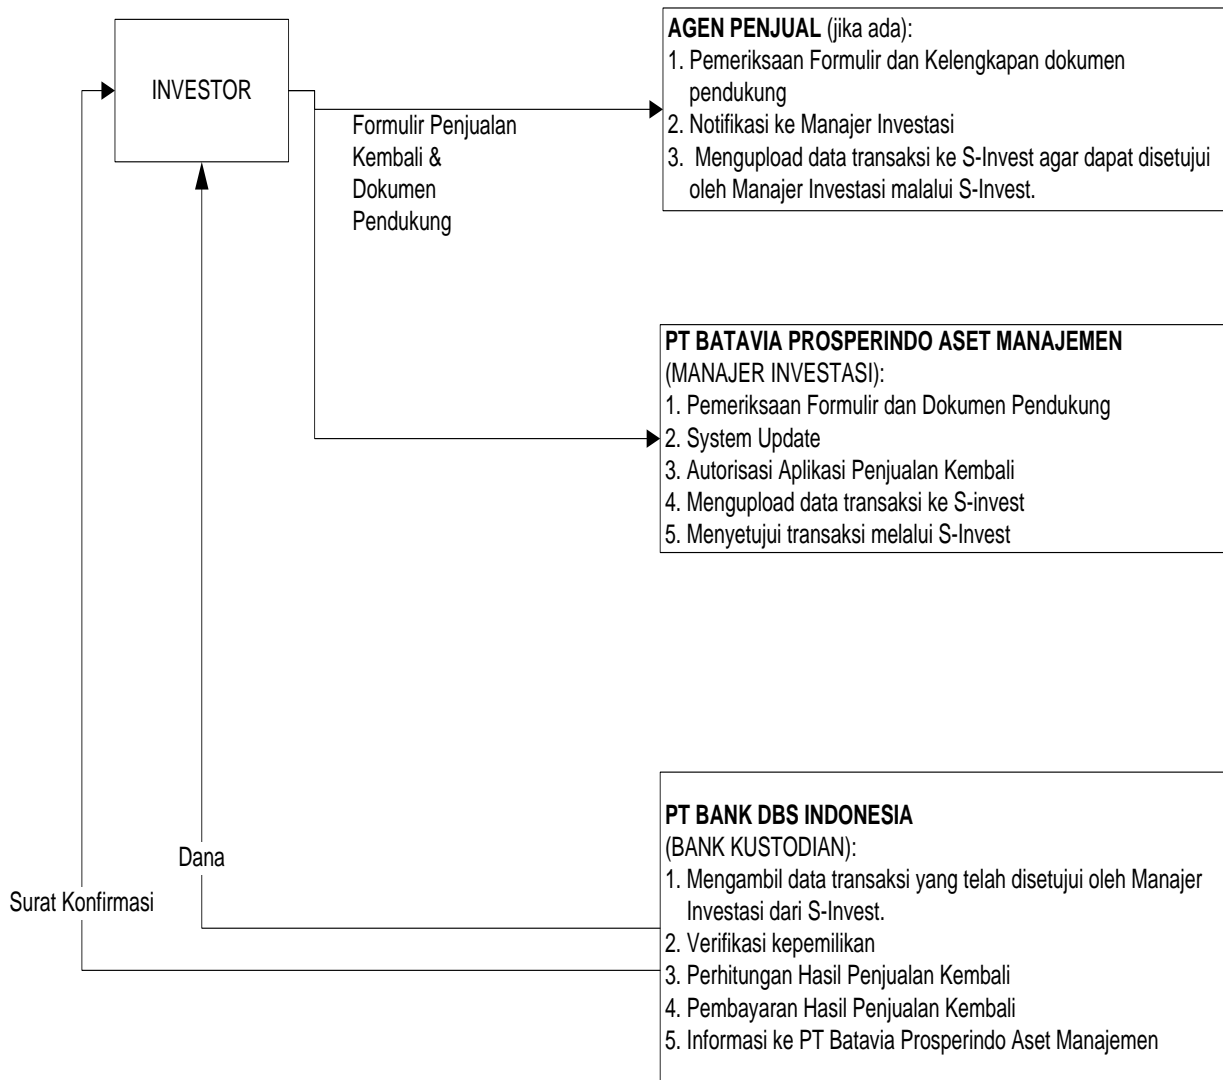 INVESTOR
Formulir Penjualan
Kembali &
Dokumen
Pendukung
AGEN PENJUAL (jika ada):
1. Pemeriksaan Formulir dan Kelengkapan dokumen
pendukung
2. Notifikasi ke Manajer Investasi
3. Mengupload data transaksi ke S-Invest agar dapat disetujui
oleh Manajer Investasi malalui S-Invest.
PT BATAVIA PROSPERINDO ASET MANAJEMEN
(MANAJER INVESTASI):
1. Pemeriksaan Formulir dan Dokumen Pendukung
2. System Update
3. Autorisasi Aplikasi Penjualan Kembali
4. Mengupload data transaksi ke S-invest
5. Menyetujui transaksi melalui S-Invest
Dana
Surat Konfirmasi
PT BANK DBS INDONESIA
(BANK KUSTODIAN):
1. Mengambil data transaksi yang telah disetujui oleh Manajer
Investasi dari S-Invest.
2. Verifikasi kepemilikan
3. Perhitungan Hasil Penjualan Kembali
4. Pembayaran Hasil Penjualan Kembali
5. Informasi ke PT Batavia Prosperindo Aset Manajemen